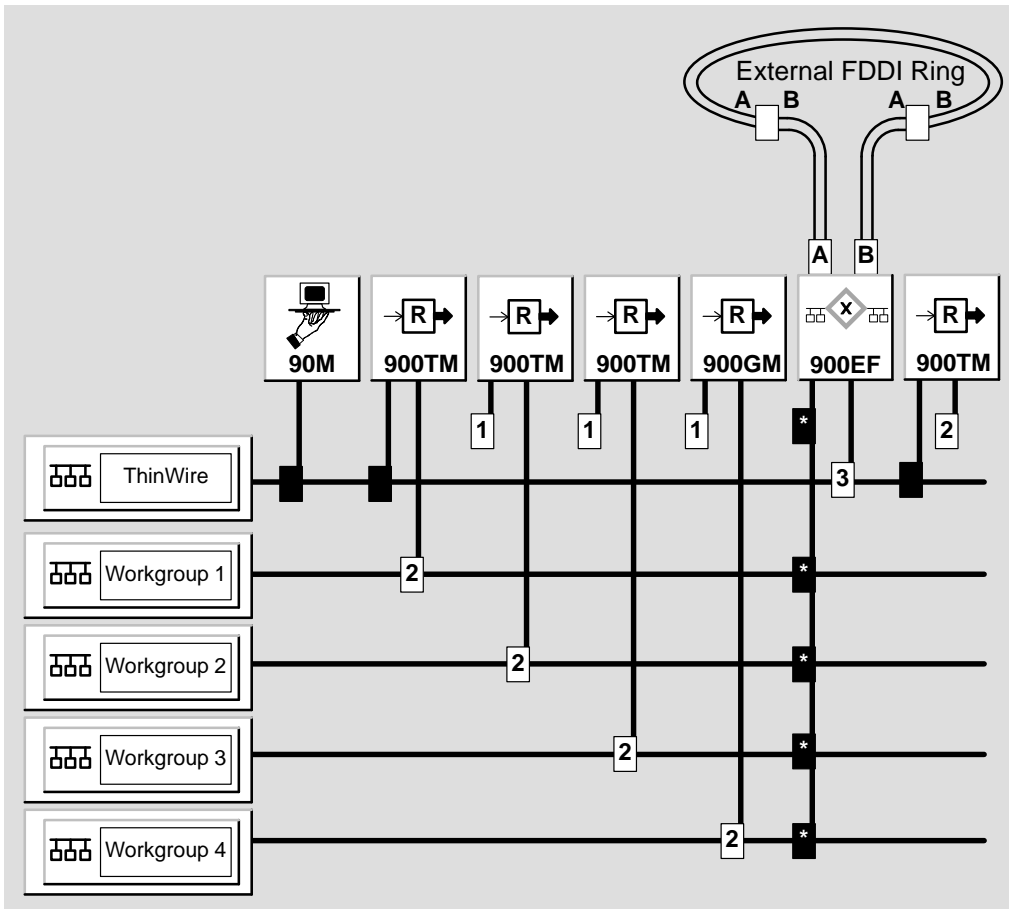 External FDDI Ring
A B A B
A B
R R R R X R
90M 900TM 900TM 900TM 900GM 900EF 900TM
1 1 1 * 2
ThinWire 3
Workgroup 1 2 *
Workgroup 2 2 *
Workgroup 3 2 *
Workgroup 4 2 *